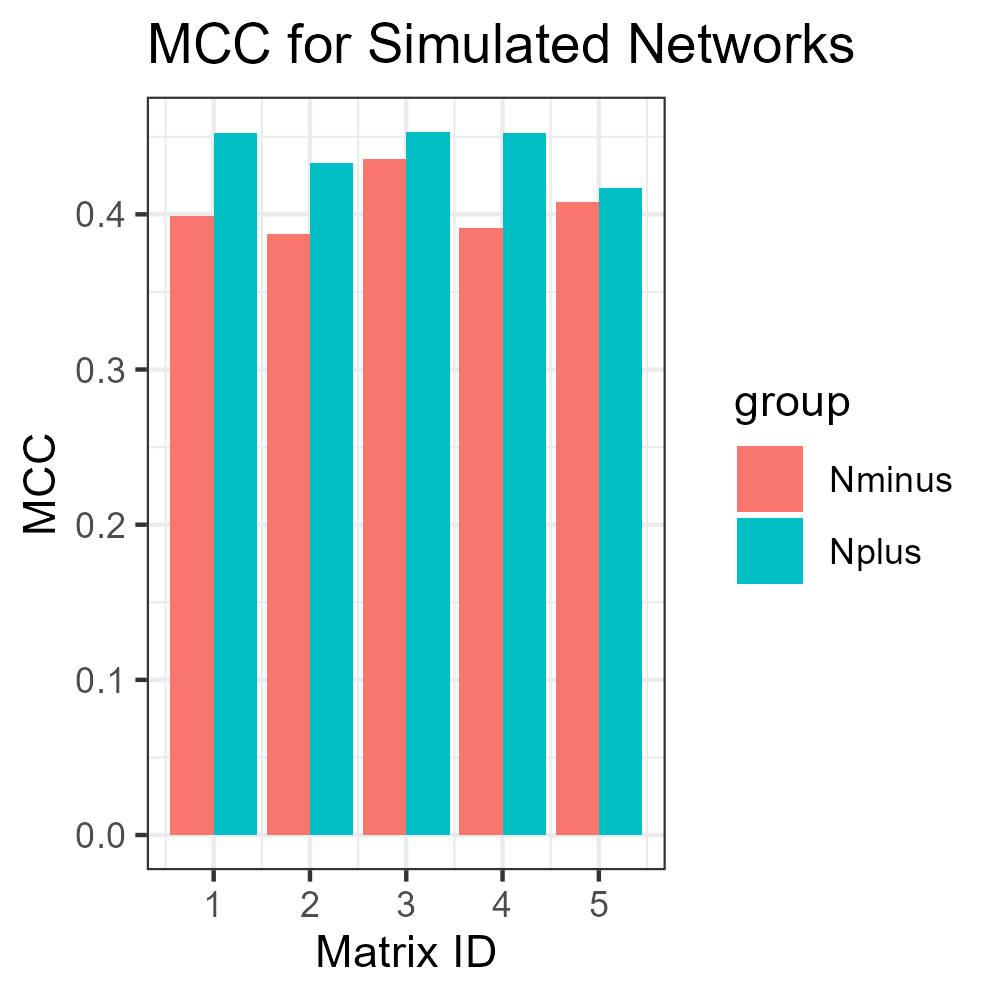 MCC for Simulated Networks
0.4
0.3
0.2
0.1
0.0
MCC
1 2 3 4 5
Matrix ID
group
Nminus
Nplus